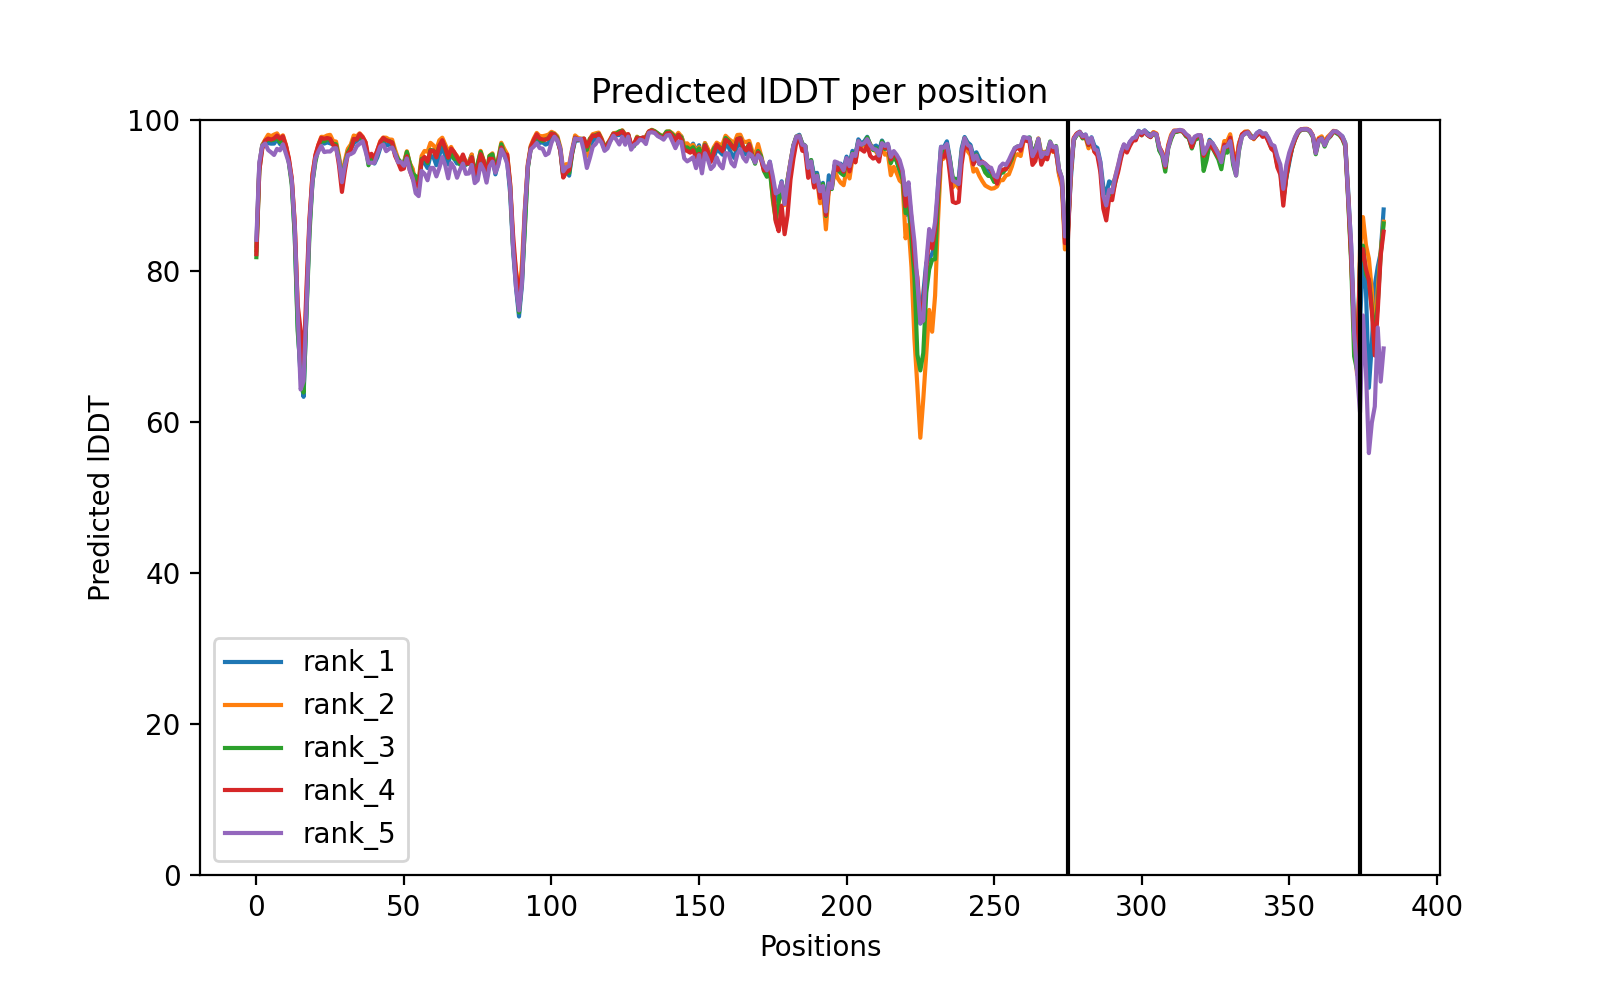 Predicted lDDT per position
Predicted lDDT
100
80
60
40
20
0
rank_1
rank_2
rank_3
rank_4
rank_5
0 50 100 150 200 250 300 350 400
Positions